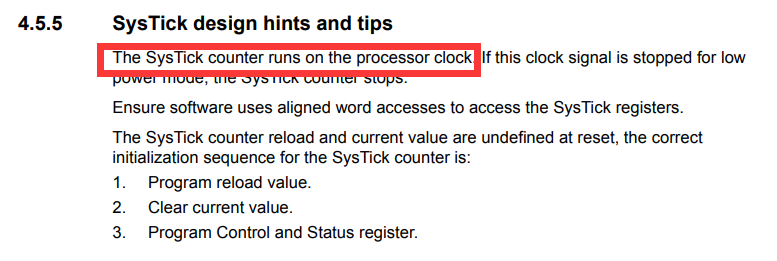 4.5.5 SysTick design hints and tips
The SysTick counter runs on the processor clock. If this clock signal is stopped for low
power mode, the SysTick counter stops.
Ensure software uses aligned word accesses to access the SysTick registers.
The SysTick counter reload and current value are undefined at reset, the correct
initialization sequence for the SysTick counter is:
1. Program reload value.
2. Clear current value.
3. Program Control and Status register.